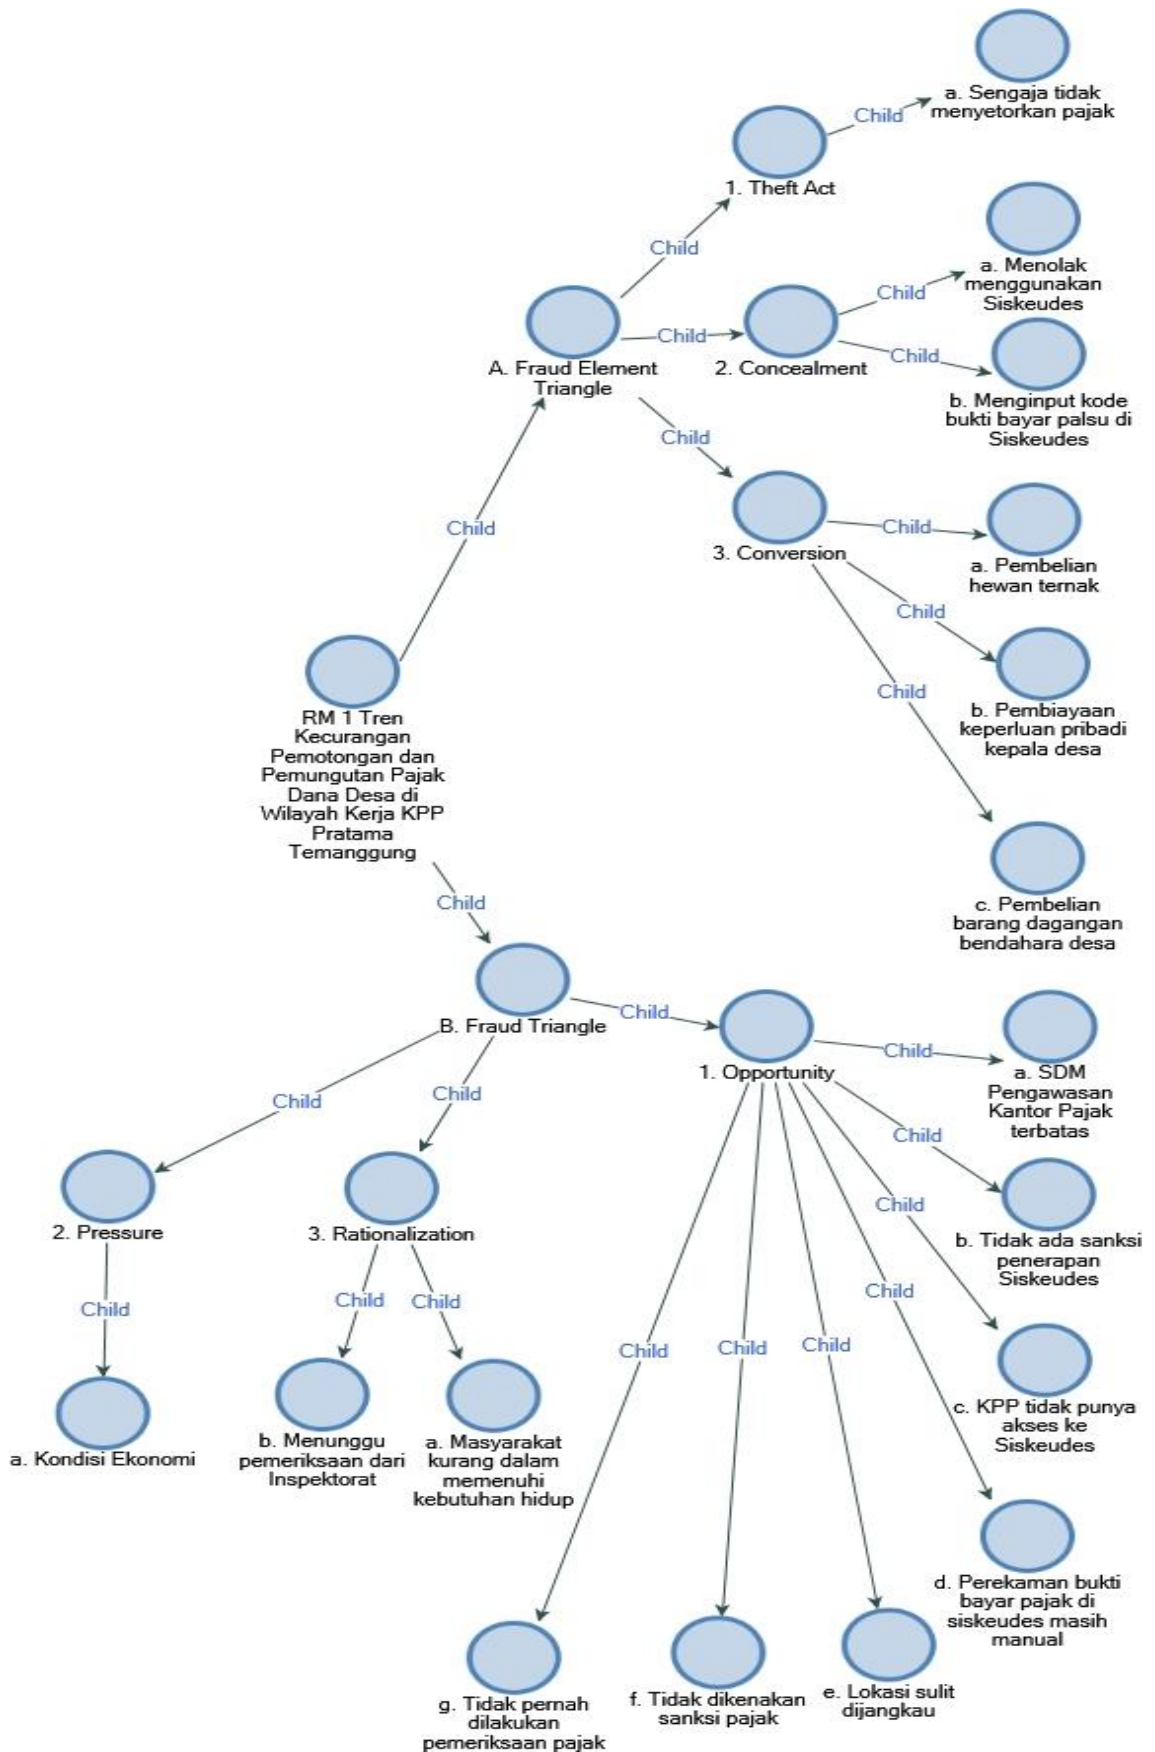 a. Sengaja tidak
menyetorkan pajak
Child
1. Theft Act
Child
a. Menolak
menggunakan
Siskeudes
Child
A. Fraud Element
Triangle
Child
2. Concealment
Child
b. Menginput kode
bukti bayar palsu di
Siskeudes
Child
3. Conversion
Child
a. Pembelian
hewan ternak
Child
b. Pembiayaan
keperluan pribadi
kepala desa
Child
c. Pembelian
barang dagangan
bendahara desa
Child
RM 1 Tren
Kecurangan
Pemotongan dan
Pemungutan Pajak
Dana Desa di
Wilayah Kerja KPP
Pratama
Temanggung
Child
B. Fraud Triangle
Child
1. Opportunity
Child
a. SDM
Pengawasan
Kantor Pajak
terbatas
Child
b. Tidak ada sanksi
penerapan
Siskeudes
Child
c. KPP tidak punya
akses ke
Siskeudes
Child
d. Perekaman bukti
bayar pajak di
siskeudes masih
manual
Child
e. Lokasi sulit
dijangkau
Child
f. Tidak dikenakan
sanksi pajak
Child
g. Tidak pernah
dilakukan
pemeriksaan pajak
Child
2. Pressure
Child
a. Kondisi Ekonomi
Child
3. Rationalization
Child
b. Menunggu
pemeriksaan dari
Inspektorat
Child
a. Masyarakat
kurang dalam
memenuhi
kebutuhan hidup